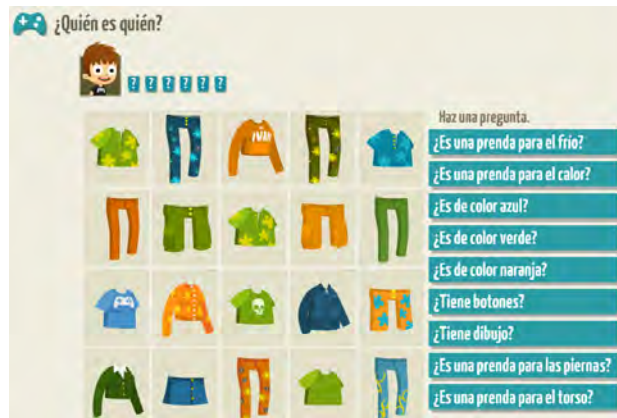 ¿Quién es quién?
? ? ? ? ? ?
Haz una pregunta.
¿Es una prenda para el frío?
¿Es una prenda para el calor?
¿Es de color azul?
¿Es de color verde?
¿Es de color naranja?
¿Tiene botones?
¿Tiene dibujo?
¿Es una prenda para las piernas?
¿Es una prenda para el torso?